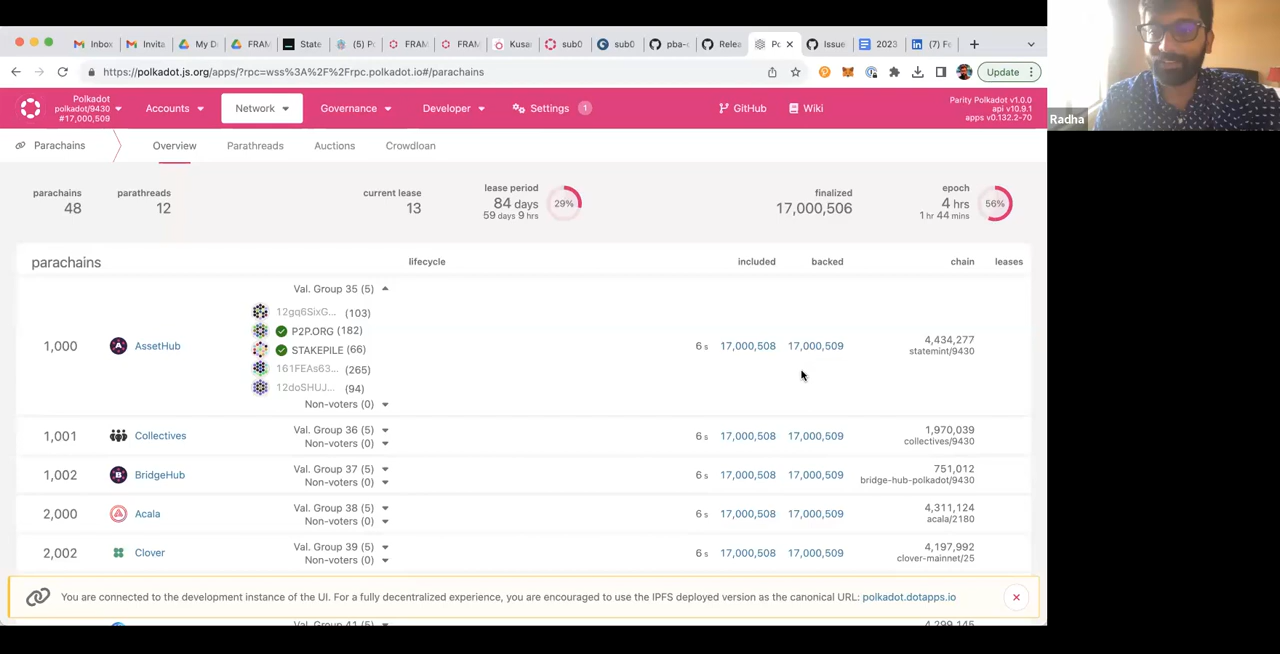 Inbox
Invita
My D
FRAM
State
(5) Po
FRAM
FRAM
Kusa
sub0
sub0
pba-c
Relea
Po
Issue
2023
(7) Fe
https://polkadot.js.org/apps/?rpc=wss%3A%2F%2Frpc.polkadot.io#/parachains
Update
Polkadot
polkadot/9430
#17,000,509
Accounts
Network
Governance
Developer
Settings
1
GitHub
Wiki
Parity Polkadot v1.0.0
api v10.9.1
apps v0.132.2-70
Radha
Parachains
Overview
Parathreads
Auctions
Crowdloan
parachains
48
parathreads
12
current lease
13
lease period
84 days
59 days 9 hrs
29%
finalized
17,000,506
epoch
4 hrs
1 hr 44 mins
56%
parachains lifecycle included backed chain leases
Val. Group 35 (5)
12gq6SixG... (103)
P2P.ORG (182)
1,000 AssetHub STAKEPILE (66) 6 s 17,000,508 17,000,509 4,434,277
statemint/9430
161FEAs63... (265)
12doSHUJ... (94)
Non-voters (0)
1,001 Collectives Val. Group 36 (5) 6 s 17,000,508 17,000,509 1,970,039
Non-voters (0) collectives/9430
1,002 BridgeHub Val. Group 37 (5) 6 s 17,000,508 17,000,509 751,012
Non-voters (0) bridge-hub-polkadot/9430
2,000 Acala Val. Group 38 (5) 6 s 17,000,508 17,000,509 4,311,124
Non-voters (0) acala/2180
2,002 Clover Val. Group 39 (5) 6 s 17,000,508 17,000,509 4,197,992
Non-voters (0) clover-mainnet/25
You are connected to the development instance of the UI. For a fully decentralized experience, you are encouraged to use the IPFS deployed version as the canonical URL: polkadot.dotapps.io
Val. Group 41 (5) 4,299,145